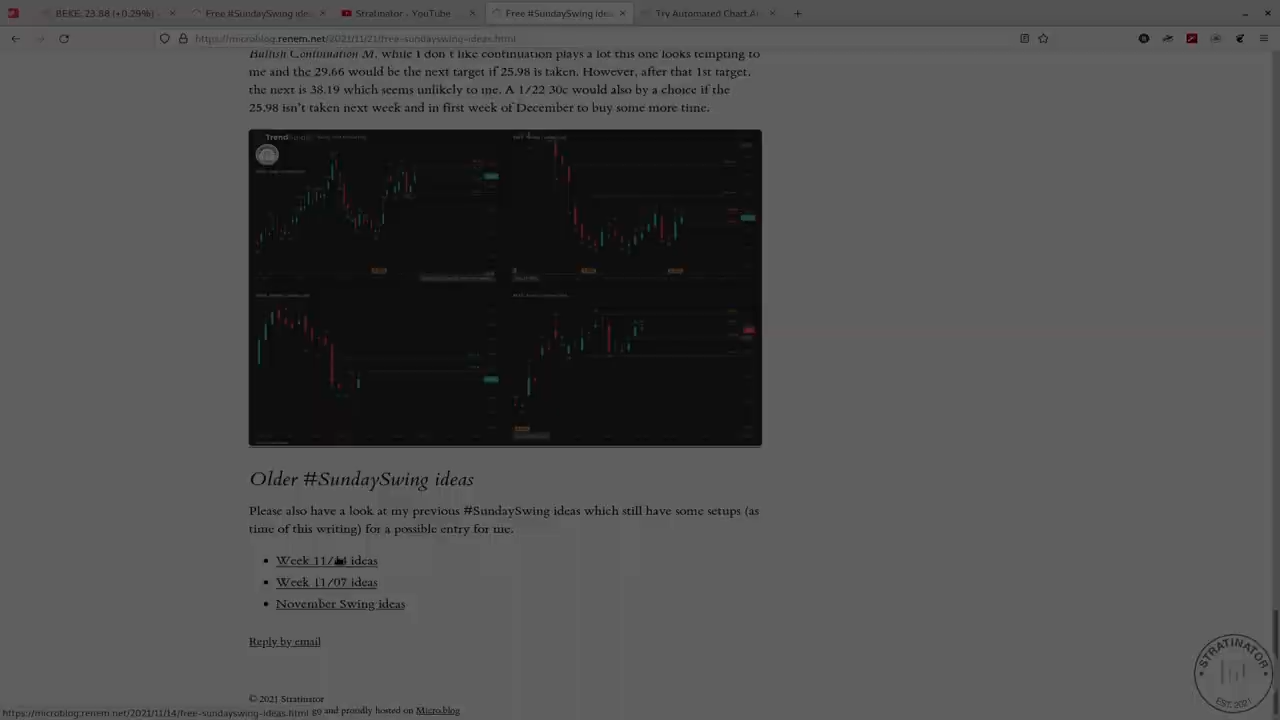 BEKE: 23.88 (+0.29%)
Free #SundaySwing idea
Stratinator - YouTube
Free #SundaySwing idea
Try Automated Chart A
https://microblog.renem.net/2021/11/21/free-sundayswing-ideas.html
Bullish Continuation M, while I don't like continuation plays a lot this one looks tempting to
me and the 29.66 would be the next target if 25.98 is taken. However, after that 1st target,
the next is 38.19 which seems unlikely to me. A 1/22 30c would also by a choice if the
25.98 isn't taken next week and in first week of December to buy some more time.
Older #SundaySwing ideas
Please also have a look at my previous #SundaySwing ideas which still have some setups (as
time of this writing) for a possible entry for me.
• Week 11/ ideas
• Week 11/07 ideas
• November Swing ideas
Reply by email
© 2021 Stratinator
https://microblog.renem.net/2021/11/14/free-sundayswing-ideas.html
go and proudly hosted on Micro.blog
STRATINATOR
EST. 2021